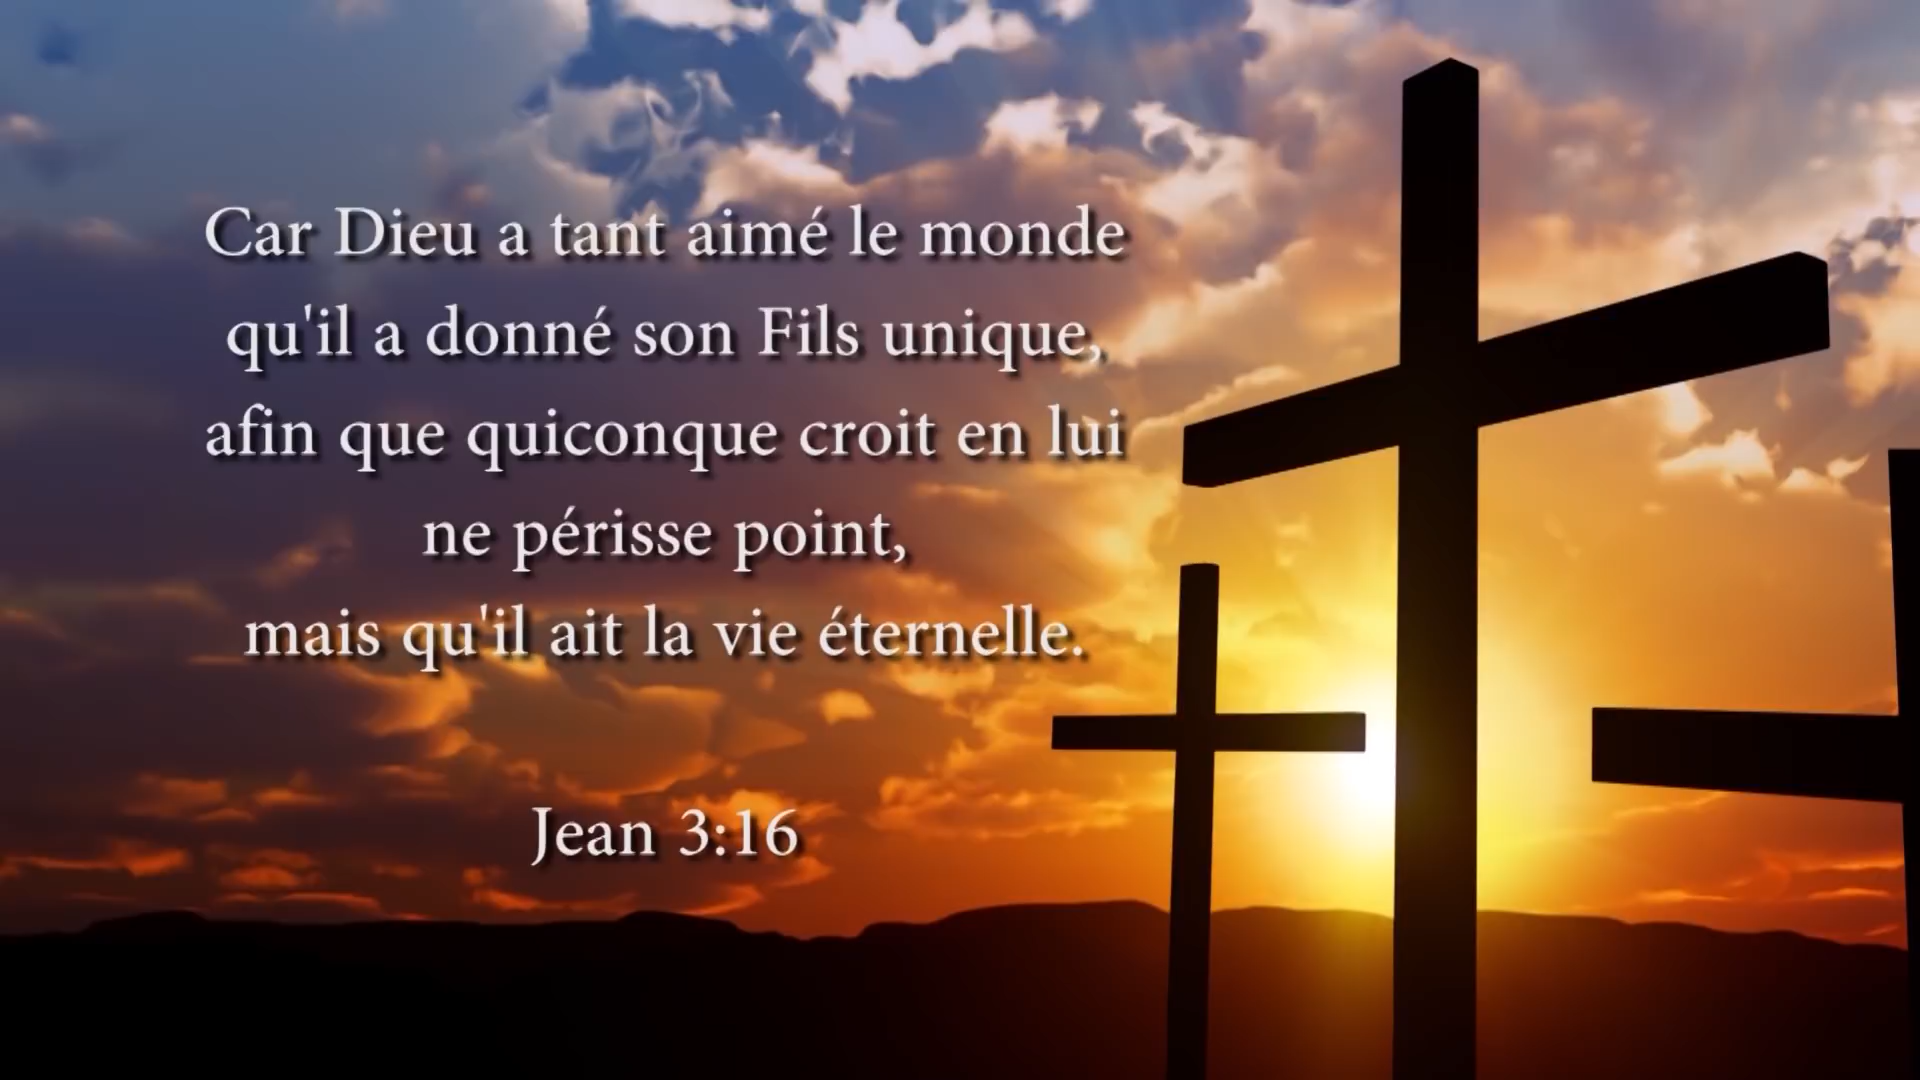 Car Dieu a tant aimé le monde
qu'il a donné son Fils unique,
afin que quiconque croit en lui
ne périsse point,
mais qu'il ait la vie éternelle.
Jean 3:16